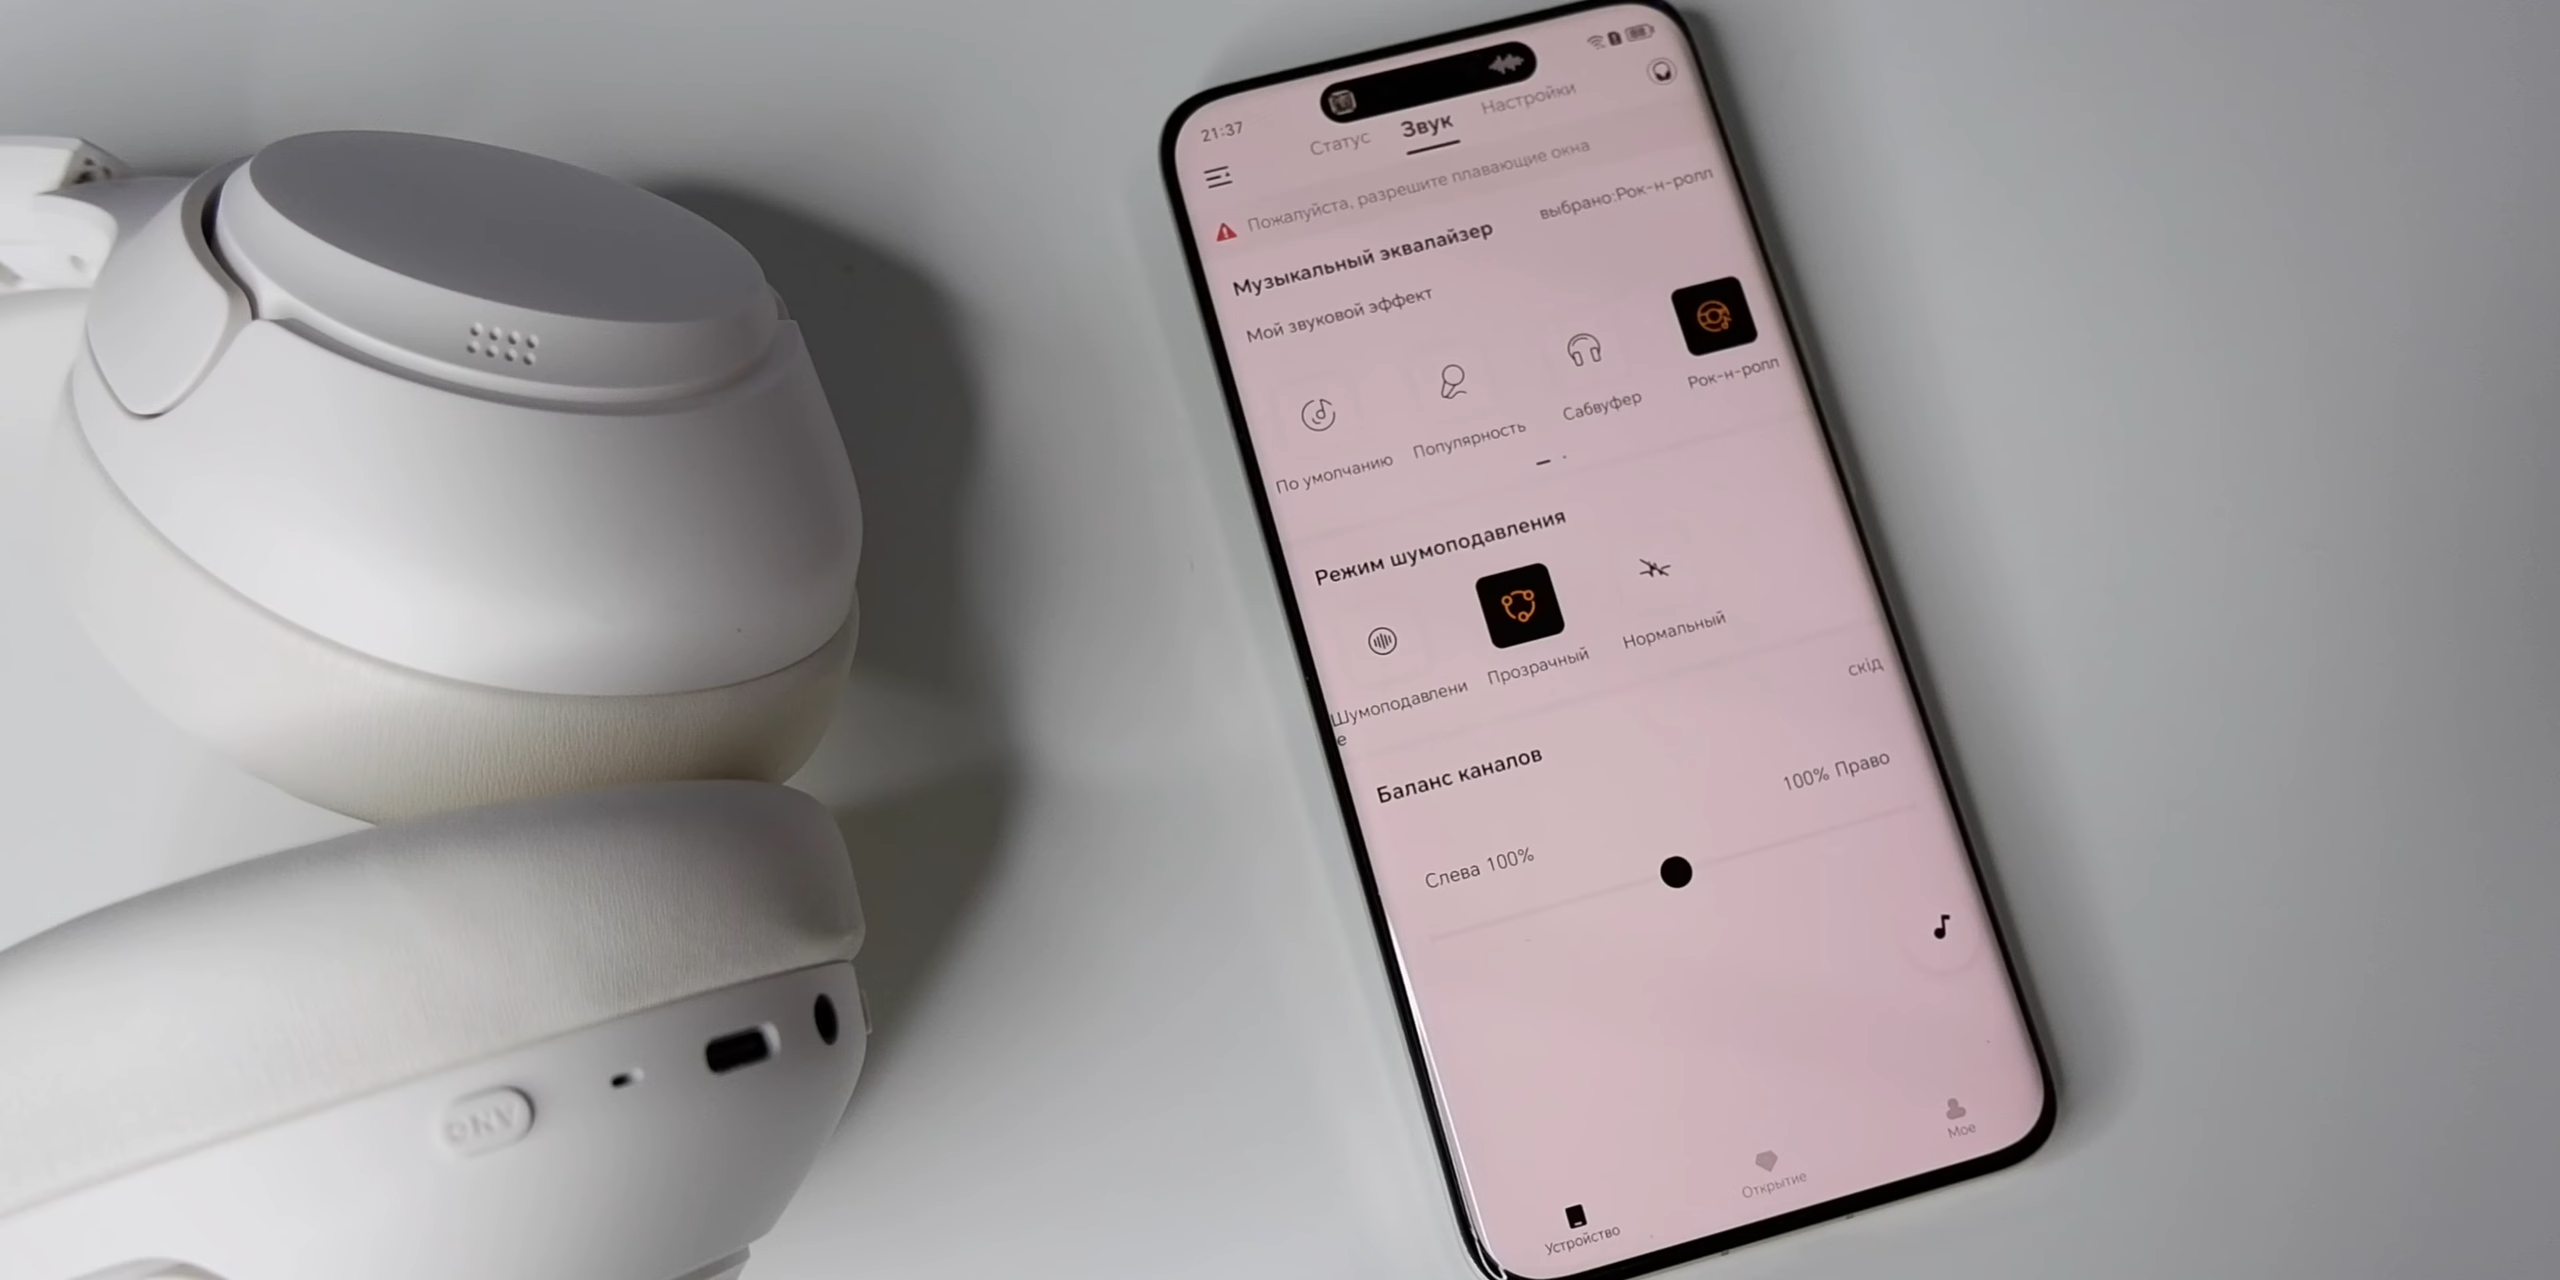 21:37
Статус Звук Настройки
Пожалуйста, разрешите плавающие окна
Музыкальный эквалайзер выбрано:Рок-н-ролл
Мой звуковой эффект
По умолчанию Популярность Сабвуфер Рок-н-ролл
Режим шумоподавления
Шумоподавлени
е
Прозрачный Нормальный
Баланс каналов скід
Слева 100% 100% Право
Устройство Открытие Мое
ANC